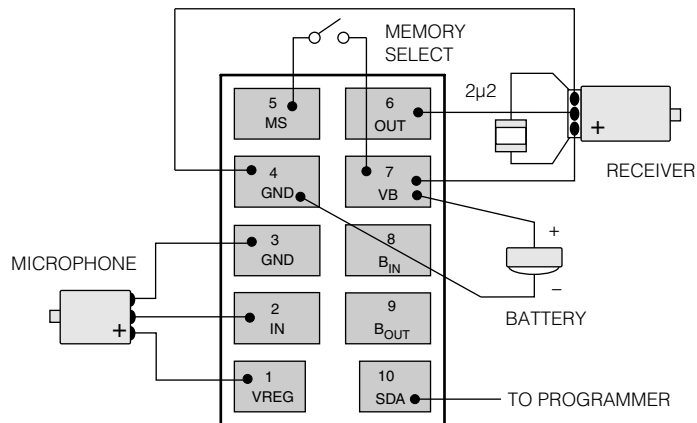 MEMORY
SELECT
2µ2
5
MS
6
OUT
+
RECEIVER
4
GND
7
VB
3
GND
8
BIN
+
–
BATTERY
MICROPHONE
+
2
IN
9
BOUT
1
VREG
10
SDA
TO PROGRAMMER